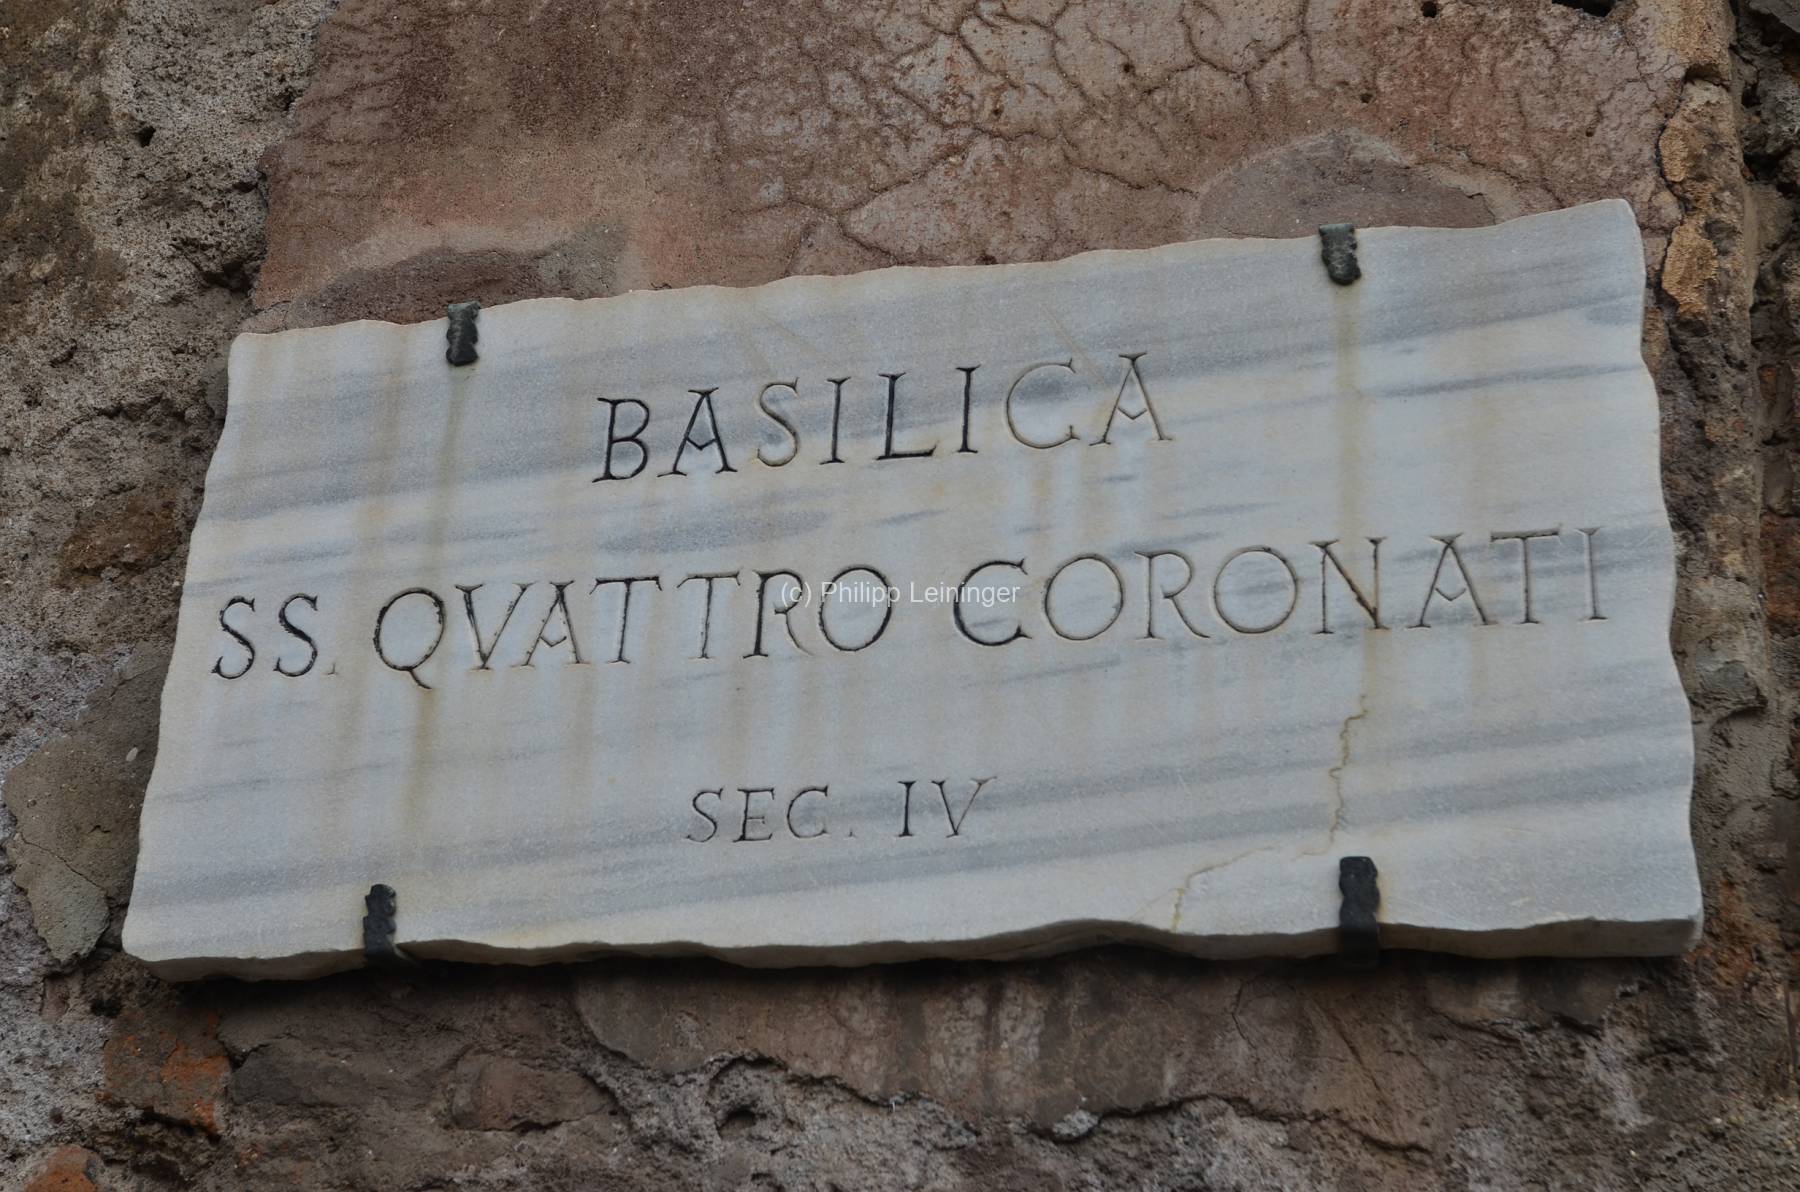 BASILICA
SS. QVATTRO CORONATI
(c) Philipp Leininger
SEC. IV